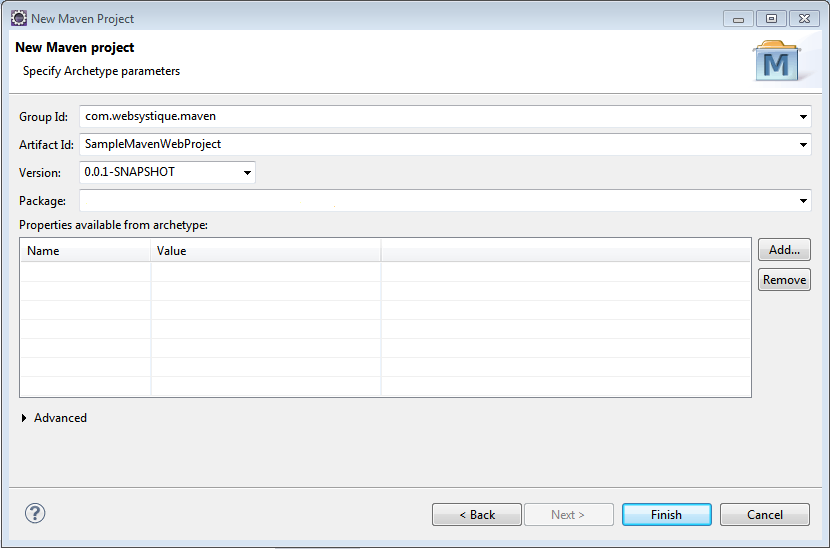 New Maven Project
New Maven project
Specify Archetype parameters
M
Group Id: com.websystique.maven
Artifact Id: SampleMavenWebProject
Version: 0.0.1-SNAPSHOT
Package:
Properties available from archetype:
Name Value
Add...
Remove
Advanced
? < Back Next > Finish Cancel